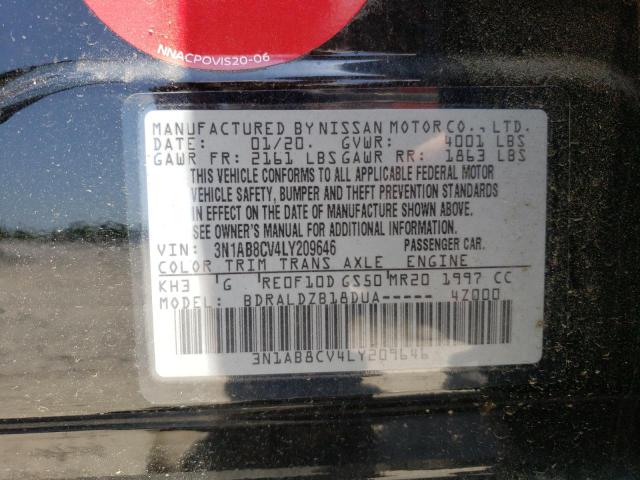 NNACPOVIS20-06
MANUFACTURED BY NISSAN MOTOR CO., LTD.
DATE: 01/20. GVWR: 4001 LBS
GAWR FR: 2161 LBS GAWR RR: 1863 LBS
THIS VEHICLE CONFORMS TO ALL APPLICABLE FEDERAL MOTOR
VEHICLE SAFETY, BUMPER AND THEFT PREVENTION STANDARDS
IN EFFECT ON THE DATE OF MANUFACTURE SHOWN ABOVE.
SEE OWNER'S MANUAL FOR ADDITIONAL INFORMATION.
VIN: 3N1AB8CV4LY209646 PASSENGER CAR.
COLOR TRIM TRANS AXLE ENGINE
KH3 G RE0F10D GS50 MR20 1997 CC
MODEL: BDRALDZB18DUA----- 4Z000
3N1AB8CV4LY209646